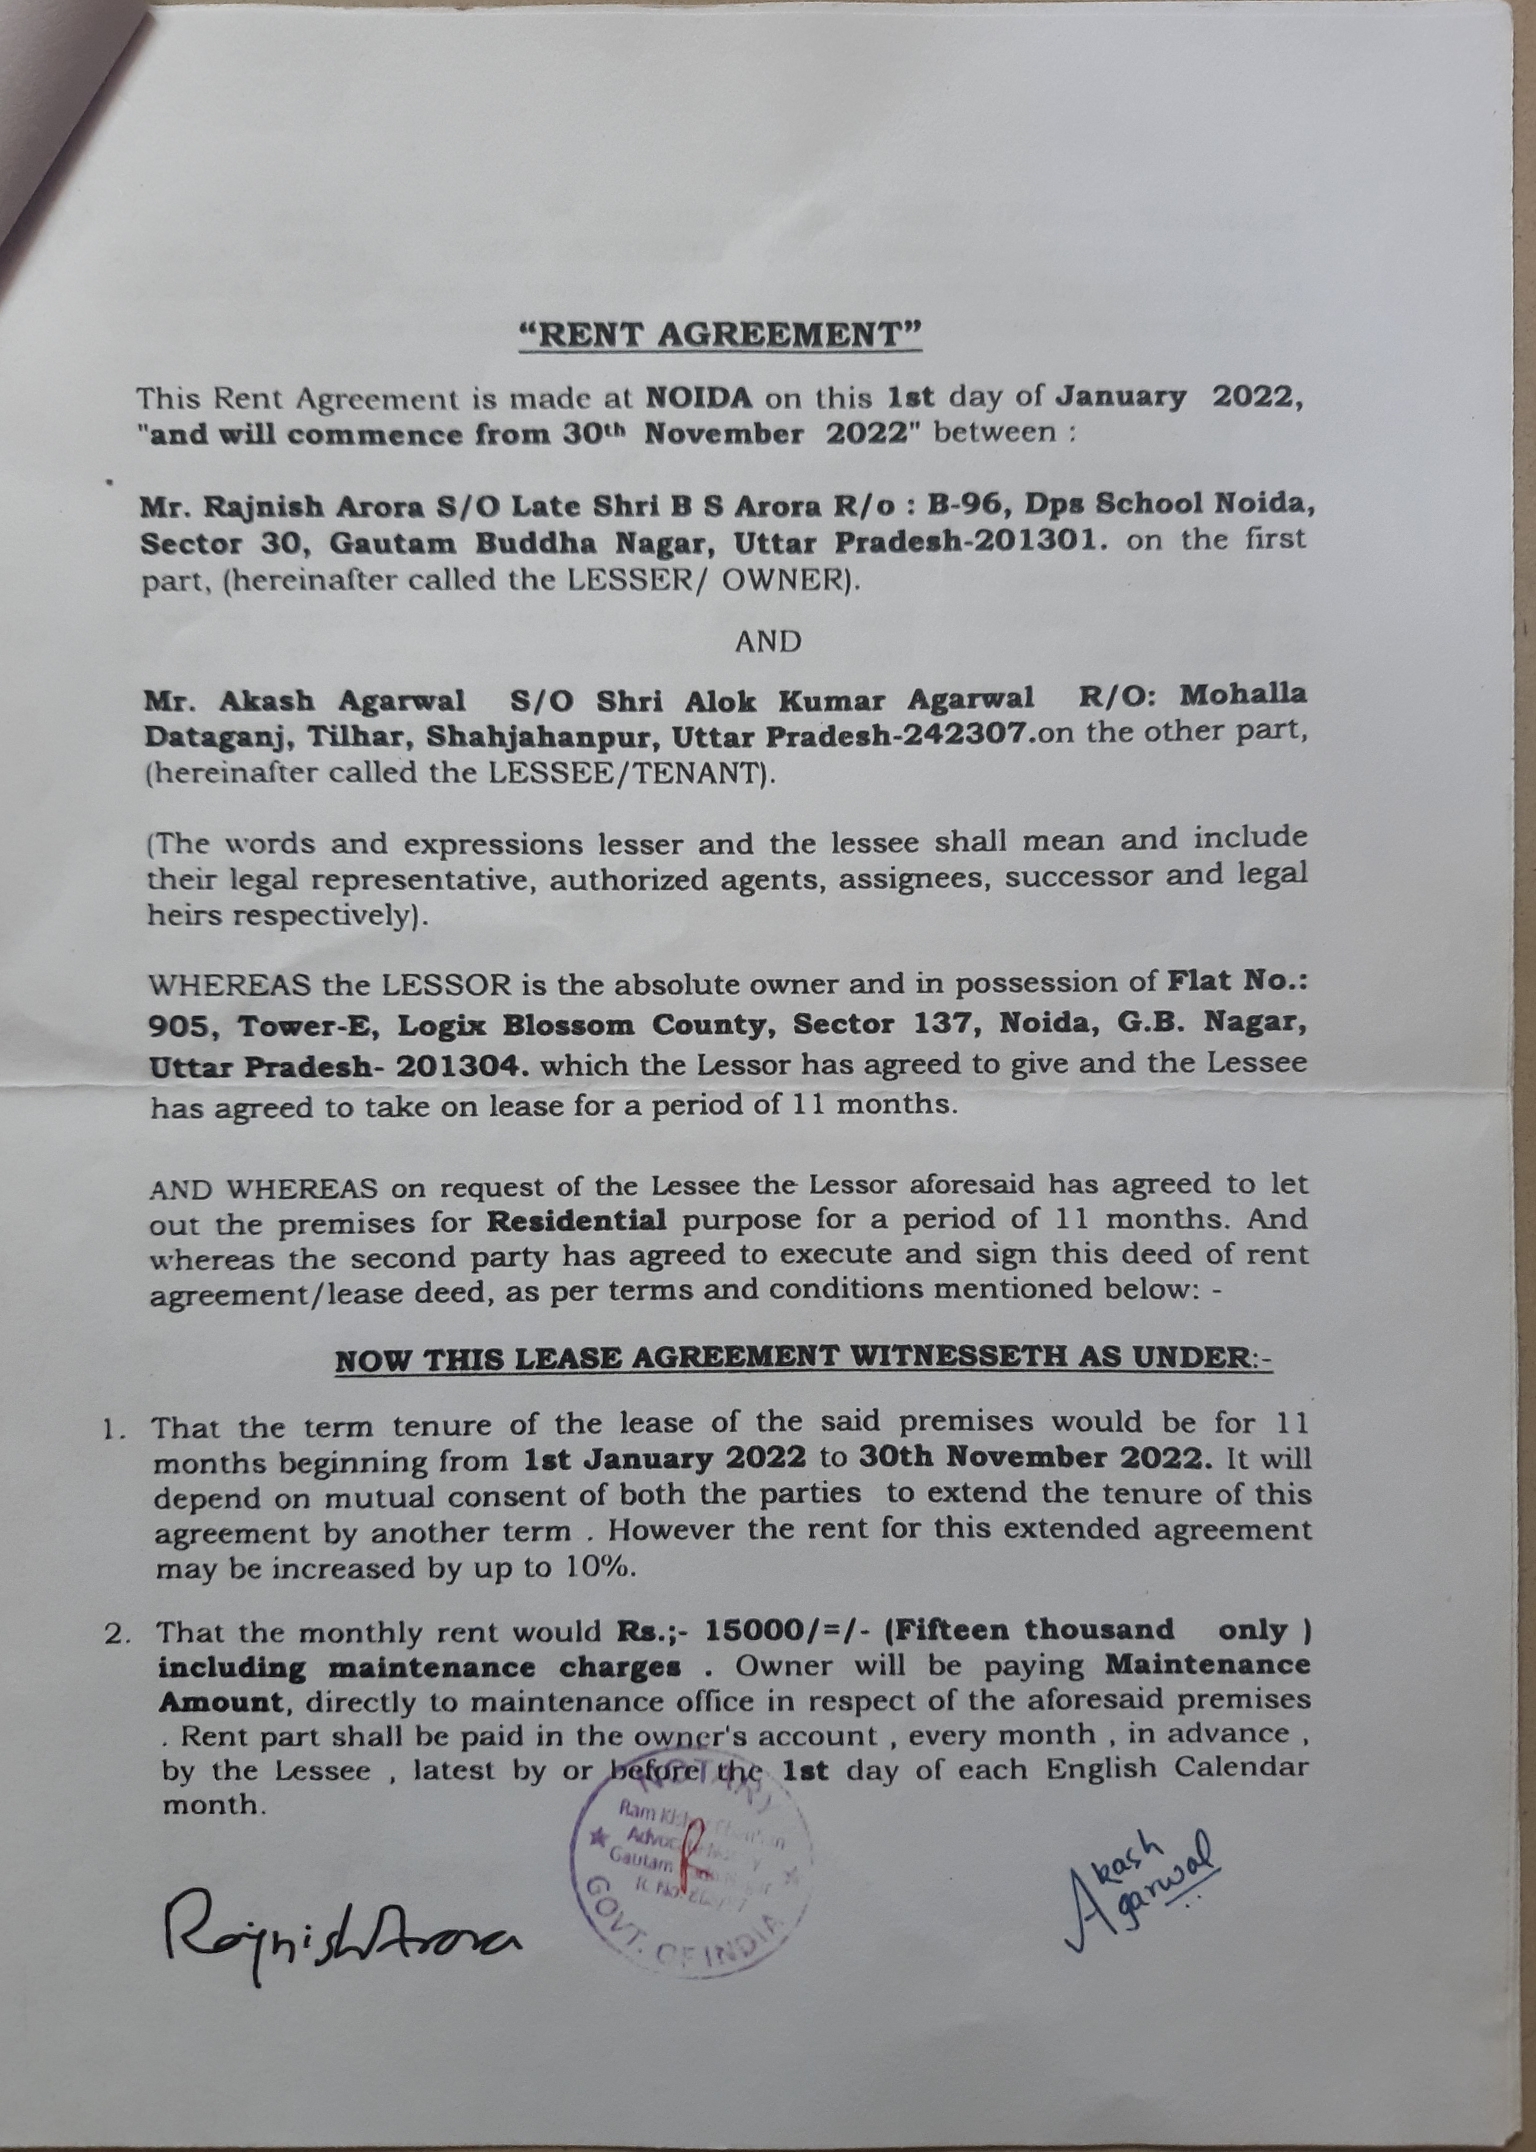 “RENT AGREEMENT”
This Rent Agreement is made at NOIDA on this 1st day of January 2022,
"and will commence from 30th November 2022" between :
Mr. Rajnish Arora S/O Late Shri B S Arora R/o : B-96, Dps School Noida,
Sector 30, Gautam Buddha Nagar, Uttar Pradesh-201301. on the first
part, (hereinafter called the LESSER/ OWNER).
AND
Mr. Akash Agarwal S/O Shri Alok Kumar Agarwal R/O: Mohalla
Dataganj, Tilhar, Shahjahanpur, Uttar Pradesh-242307.on the other part,
(hereinafter called the LESSEE/TENANT).
(The words and expressions lesser and the lessee shall mean and include
their legal representative, authorized agents, assignees, successor and legal
heirs respectively).
WHEREAS the LESSOR is the absolute owner and in possession of Flat No.:
905, Tower-E, Logix Blossom County, Sector 137, Noida, G.B. Nagar,
Uttar Pradesh- 201304. which the Lessor has agreed to give and the Lessee
has agreed to take on lease for a period of 11 months.
AND WHEREAS on request of the Lessee the Lessor aforesaid has agreed to let
out the premises for Residential purpose for a period of 11 months. And
whereas the second party has agreed to execute and sign this deed of rent
agreement/lease deed, as per terms and conditions mentioned below: -
NOW THIS LEASE AGREEMENT WITNESSETH AS UNDER:-
1. That the term tenure of the lease of the said premises would be for 11
months beginning from 1st January 2022 to 30th November 2022. It will
depend on mutual consent of both the parties to extend the tenure of this
agreement by another term . However the rent for this extended agreement
may be increased by up to 10%.
2. That the monthly rent would Rs.;- 15000/=/- (Fifteen thousand only )
including maintenance charges . Owner will be paying Maintenance
Amount, directly to maintenance office in respect of the aforesaid premises
. Rent part shall be paid in the owner's account , every month , in advance ,
by the Lessee , latest by or before the 1st day of each English Calendar
month.
NOTARY
Ram
Gautam
GOVT. OF INDIA
Rajnish Arora
Akash
Agarwal